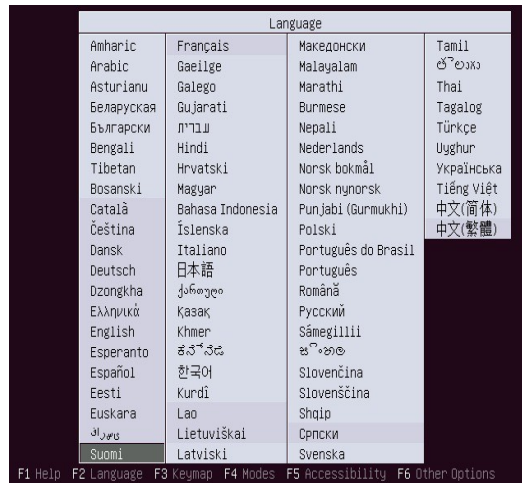 Language
Amharic
Arabic
Asturianu
Беларуская
Български
Bengali
Tibetan
Bosanski
Català
Čeština
Dansk
Deutsch
Dzongkha
Ελληνικά
English
Esperanto
Español
Eesti
Euskara
Suomi
Français
Gaeilge
Galego
Gujarati
עברית
Hindi
Hrvatski
Magyar
Bahasa Indonesia
Íslenska
Italiano
日本語
ქართული
Қазақ
Khmer
한국어
Kurdî
Lao
Lietuviškai
Latviski
Македонски
Malayalam
Marathi
Burmese
Nepali
Nederlands
Norsk bokmål
Norsk nynorsk
Punjabi (Gurmukhi)
Polski
Português do Brasil
Português
Română
Русский
Sámegillii
Slovenčina
Slovenščina
Shqip
Српски
Svenska
Tamil
Thai
Tagalog
Türkçe
Uyghur
Українська
Tiếng Việt
中文(简体)
中文(繁體)
F1 Help F2 Language F3 Keymap F4 Modes F5 Accessibility F6 Other Options